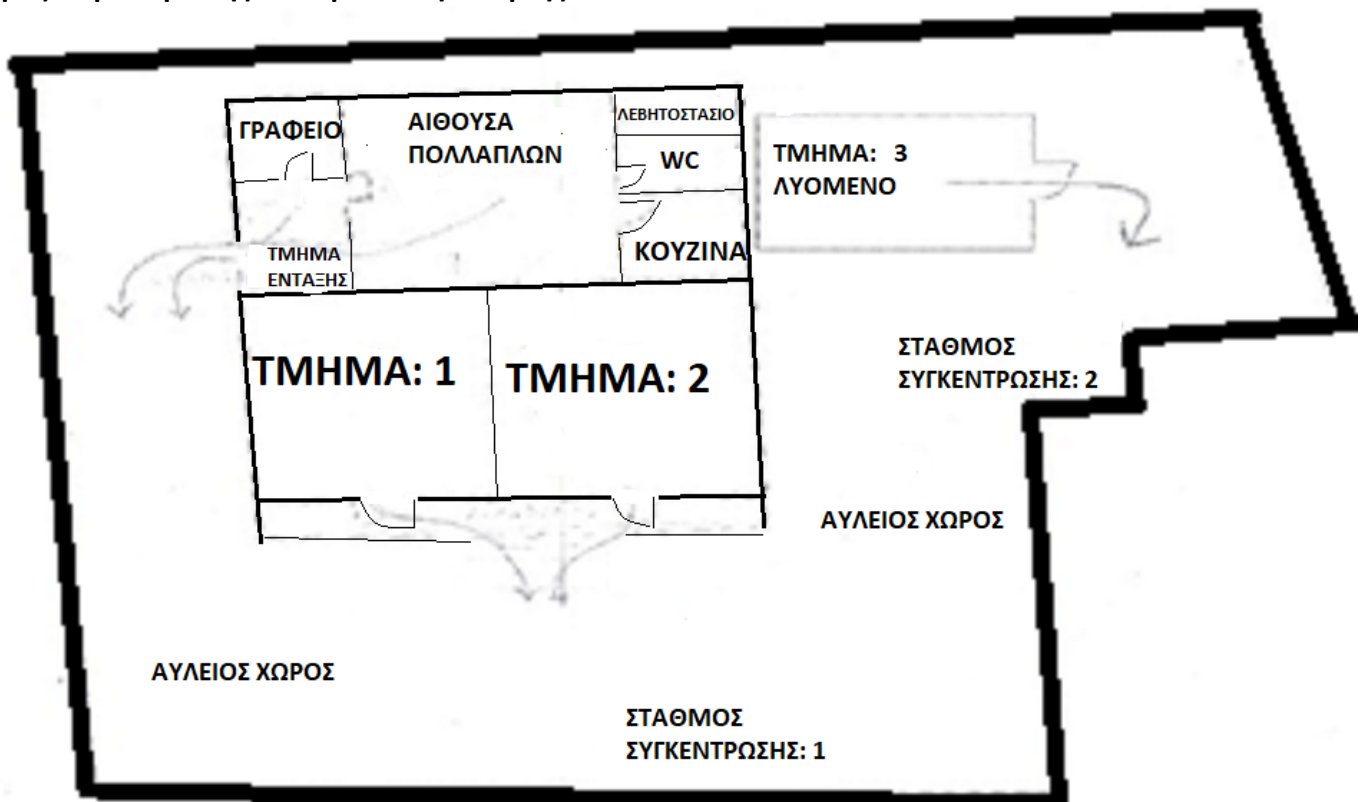 ΓΡΑΦΕΙΟ
ΑΙΘΟΥΣΑ
ΠΟΛΛΑΠΛΩΝ
ΛΕΒΗΤΟΣΤΑΣΙΟ
WC
ΤΜΗΜΑ: 3
ΛΥΟΜΕΝΟ
ΤΜΗΜΑ
ΕΝΤΑΞΗΣ
ΚΟΥΖΙΝΑ
ΤΜΗΜΑ: 1
ΤΜΗΜΑ: 2
ΣΤΑΘΜΟΣ
ΣΥΓΚΕΝΤΡΩΣΗΣ: 2
ΑΥΛΕΙΟΣ ΧΩΡΟΣ
ΑΥΛΕΙΟΣ ΧΩΡΟΣ
ΣΤΑΘΜΟΣ
ΣΥΓΚΕΝΤΡΩΣΗΣ: 1